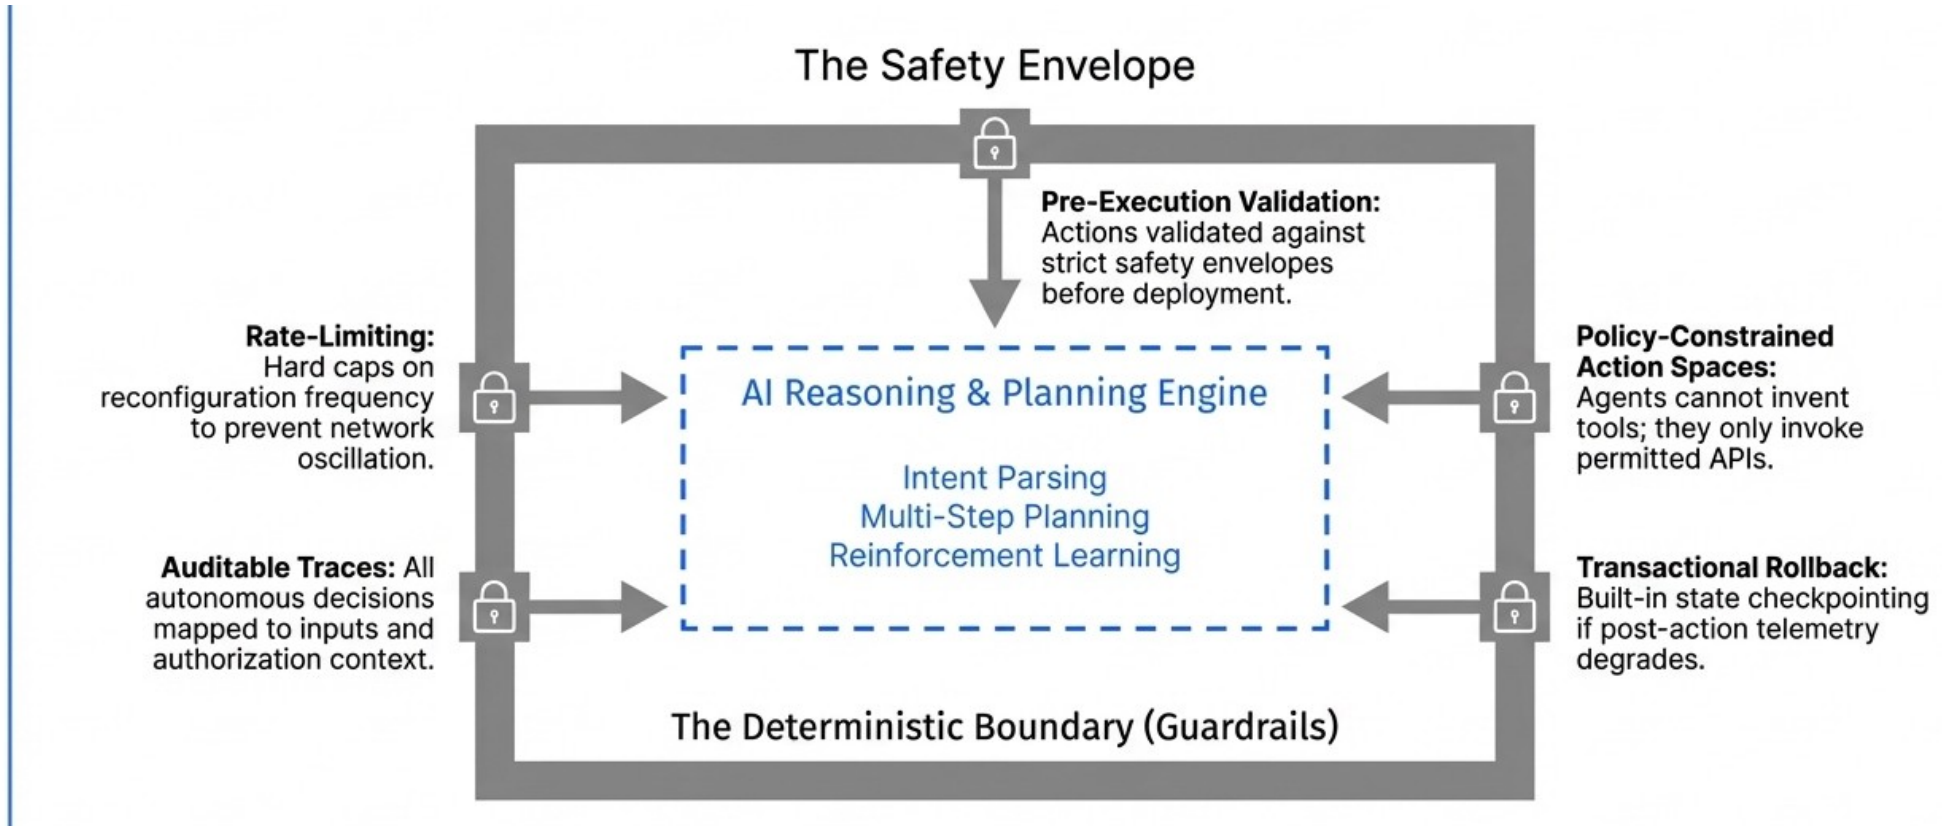 The Safety Envelope
Pre-Execution Validation:
Actions validated against
strict safety envelopes
before deployment.
Rate-Limiting:
Hard caps on
reconfiguration frequency
to prevent network
oscillation.
Auditable Traces: All
autonomous decisions
mapped to inputs and
authorization context.
AI Reasoning & Planning Engine
Intent Parsing
Multi-Step Planning
Reinforcement Learning
Policy-Constrained
Action Spaces:
Agents cannot invent
tools; they only invoke
permitted APIs.
Transactional Rollback:
Built-in state checkpointing
if post-action telemetry
degrades.
The Deterministic Boundary (Guardrails)